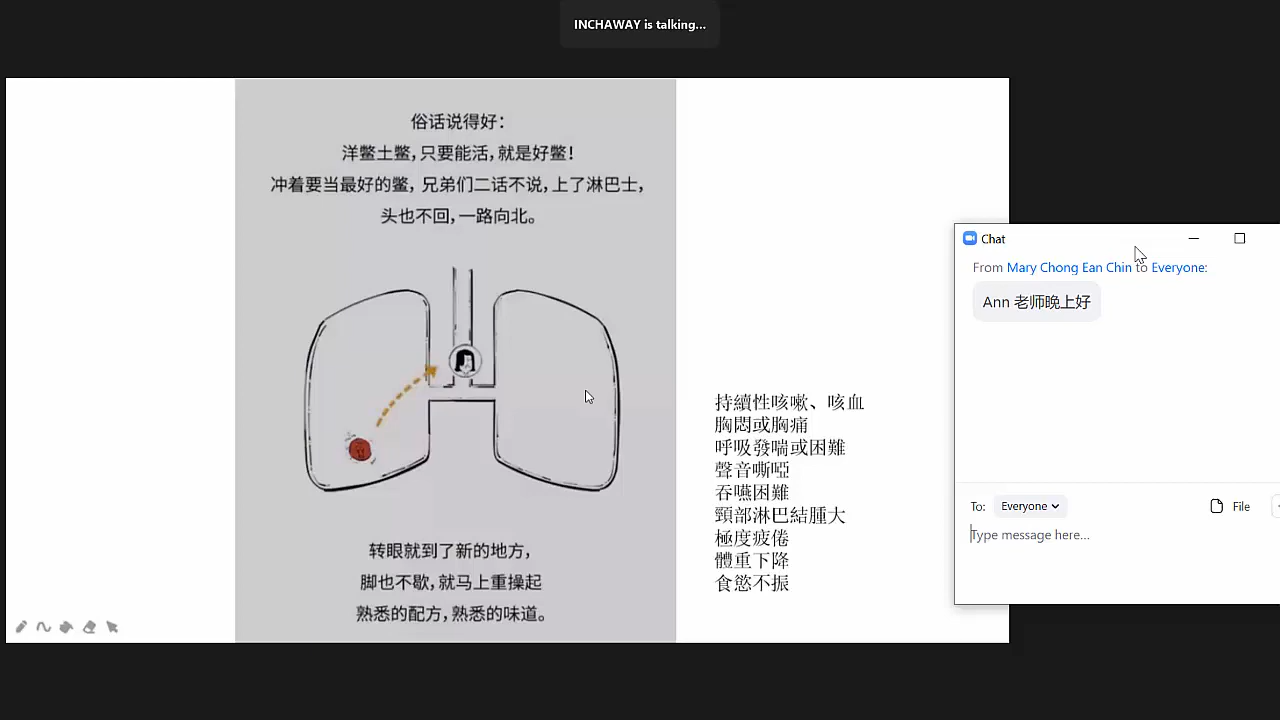 INCHAWAY is talking...
俗话说得好：
洋鳖土鳖，只要能活，就是好鳖！
冲着要当最好的鳖，兄弟们二话不说，上了淋巴士，
头也不回，一路向北。
转眼就到了新的地方，
脚也不歇，就马上重操起
熟悉的配方，熟悉的味道。
持續性咳嗽、咳血
胸悶或胸痛
呼吸發喘或困難
聲音嘶啞
吞嚥困難
頸部淋巴結腫大
極度疲倦
體重下降
食慾不振
Chat
From Mary Chong Ean Chin to Everyone:
Ann 老师晚上好
To: Everyone
File
Type message here...